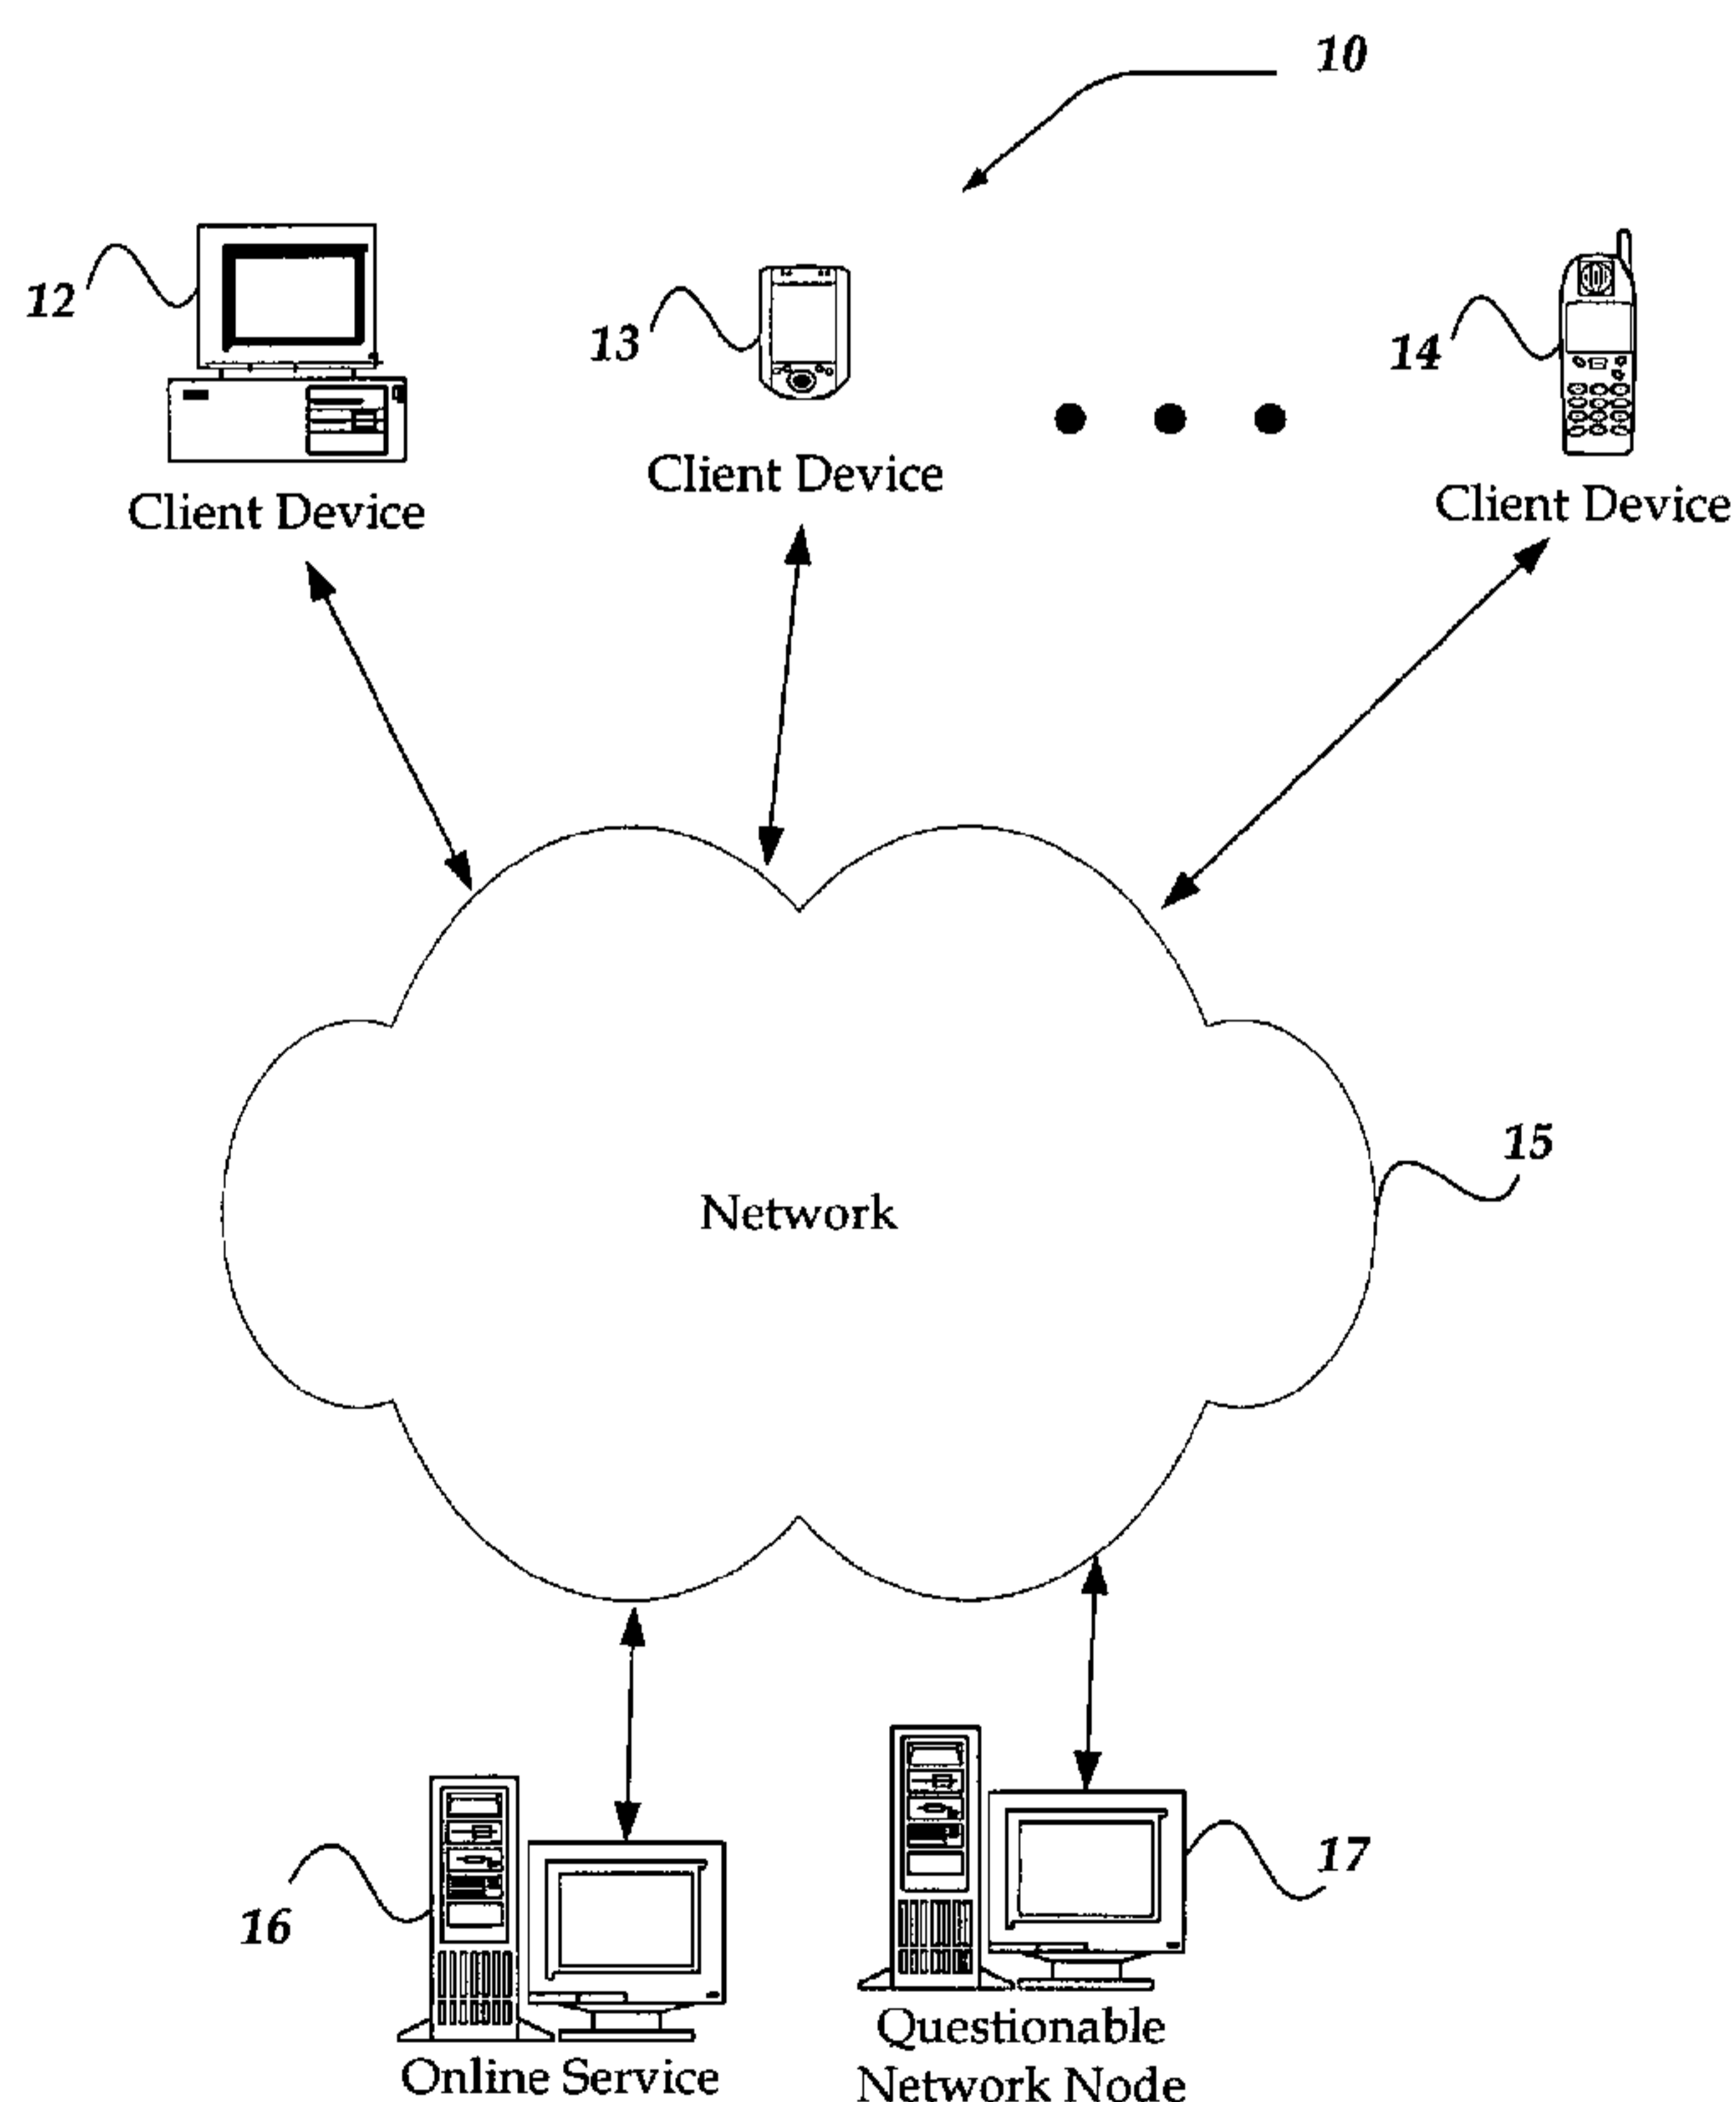 10
12
13
14
Client Device
Client Device
Client Device
15
Network
16
17
Online Service
Questionable
Network Node